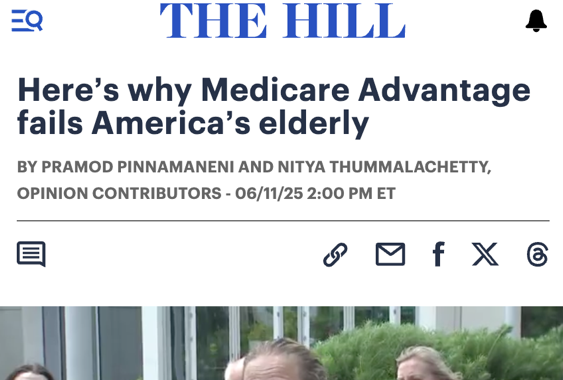 THE HILL
Here’s why Medicare Advantage
fails America’s elderly
BY PRAMOD PINNAMANENI AND NITYA THUMMALACHETTY,
OPINION CONTRIBUTORS - 06/11/25 2:00 PM ET